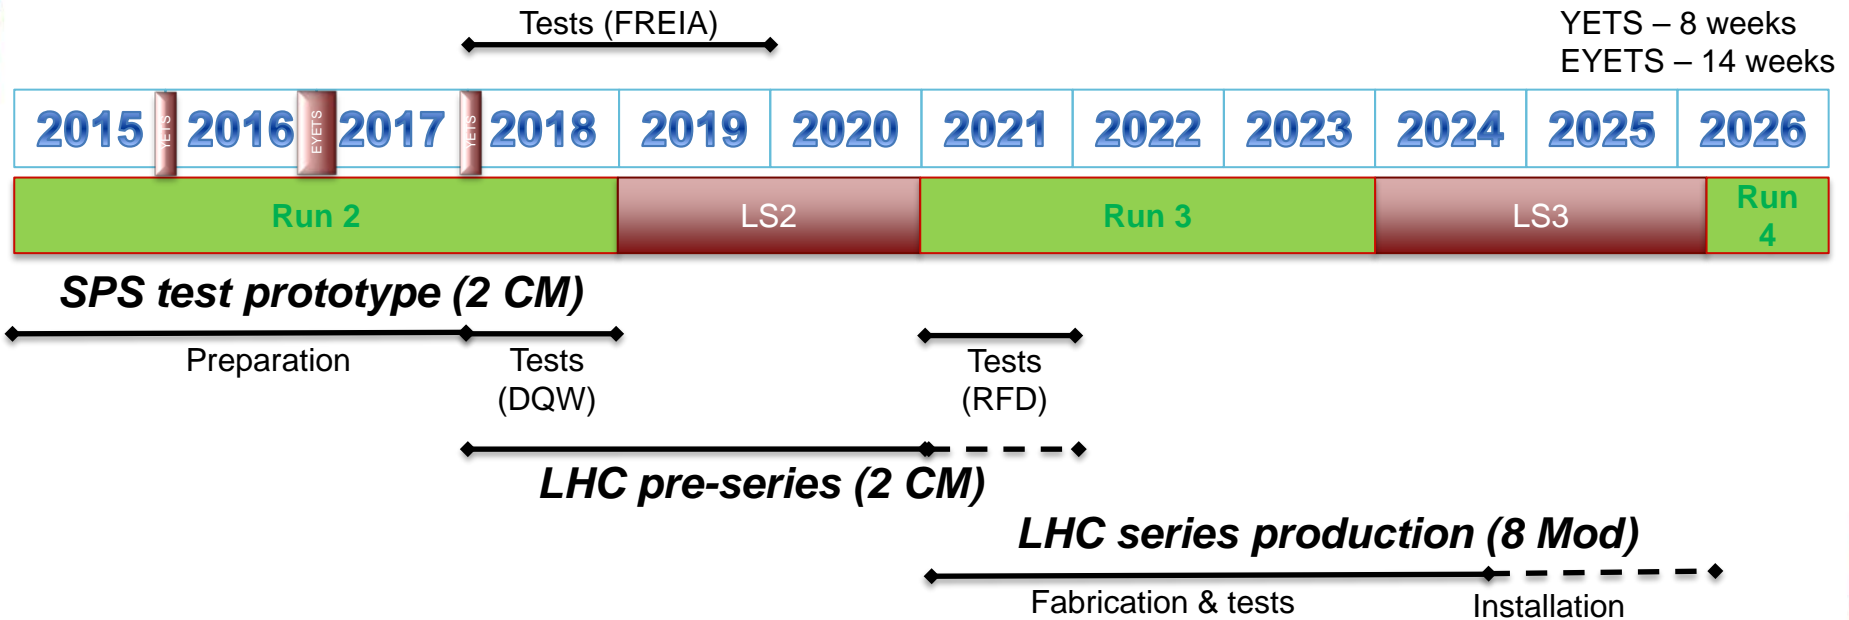 Tests (FREIA)
YETS – 8 weeks
EYETS – 14 weeks
2015 YETS 2016 EYETS 2017 YETS 2018 2019 2020 2021 2022 2023 2024 2025 2026
Run 2 LS2 Run 3 LS3 Run
4
SPS test prototype (2 CM)
Preparation
Tests
(DQW)
Tests
(RFD)
LHC pre-series (2 CM)
LHC series production (8 Mod)
Fabrication & tests
Installation